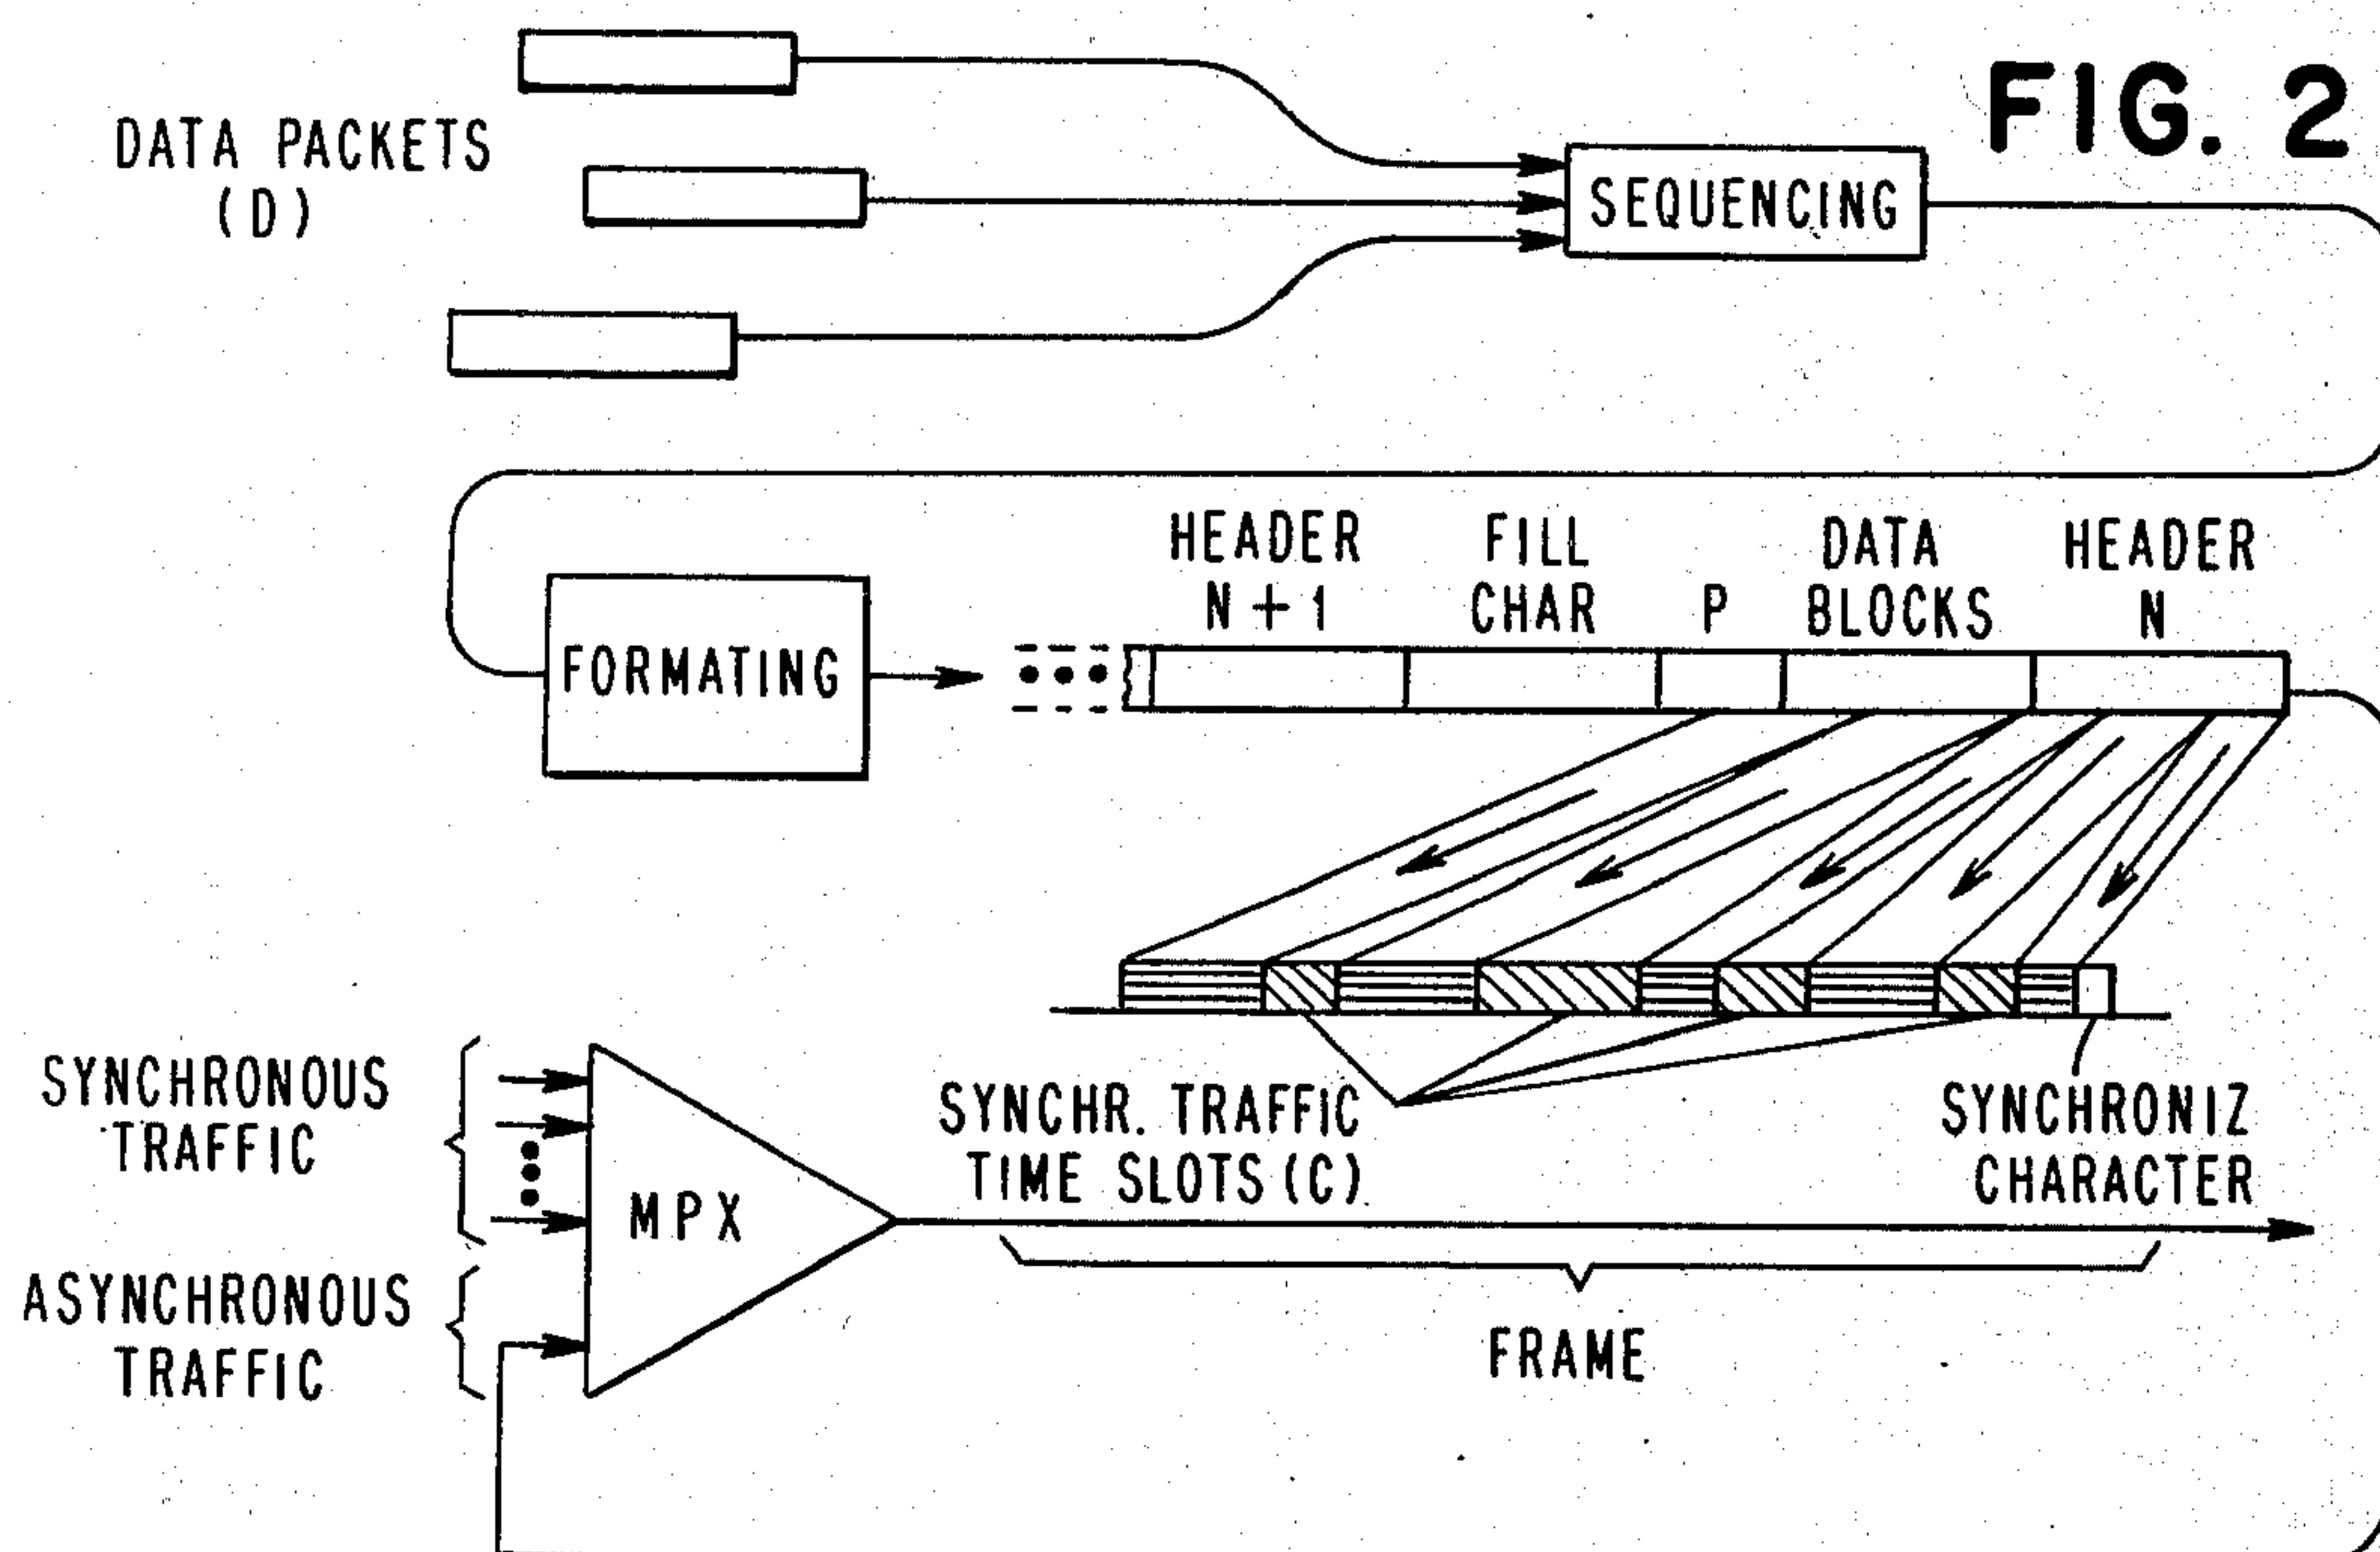 FIG. 2
DATA PACKETS
(D)
SEQUENCING
HEADER
N + 1
FILL
CHAR
P
DATA
BLOCKS
HEADER
N
FORMATING
SYNCHRONOUS
TRAFFIC
MPX
SYNCHR. TRAFFIC
TIME SLOTS (C)
SYNCHRONIZ
CHARACTER
ASYNCHRONOUS
TRAFFIC
FRAME